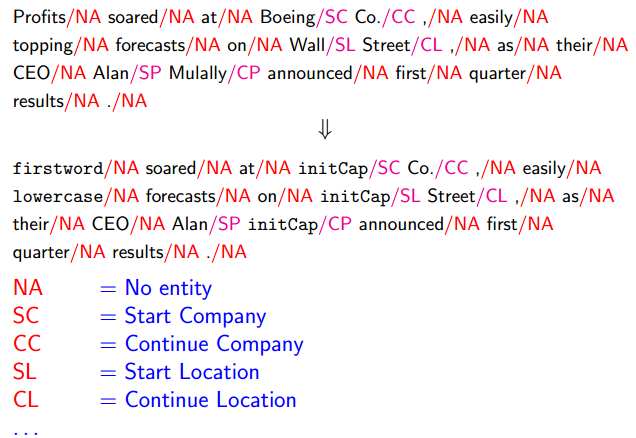 Profits/NA soared/NA at/NA Boeing/SC Co./CC ,/NA easily/NA
topping/NA forecasts/NA on/NA Wall/SL Street/CL ,/NA as/NA their/NA
CEO/NA Alan/SP Mulally/CP announced/NA first/NA quarter/NA
results/NA ./NA
⇓
firstword/NA soared/NA at/NA initCap/SC Co./CC ,/NA easily/NA
lowercase/NA forecasts/NA on/NA initCap/SL Street/CL ,/NA as/NA
their/NA CEO/NA Alan/SP initCap/CP announced/NA first/NA
quarter/NA results/NA ./NA
NA = No entity
SC = Start Company
CC = Continue Company
SL = Start Location
CL = Continue Location
...